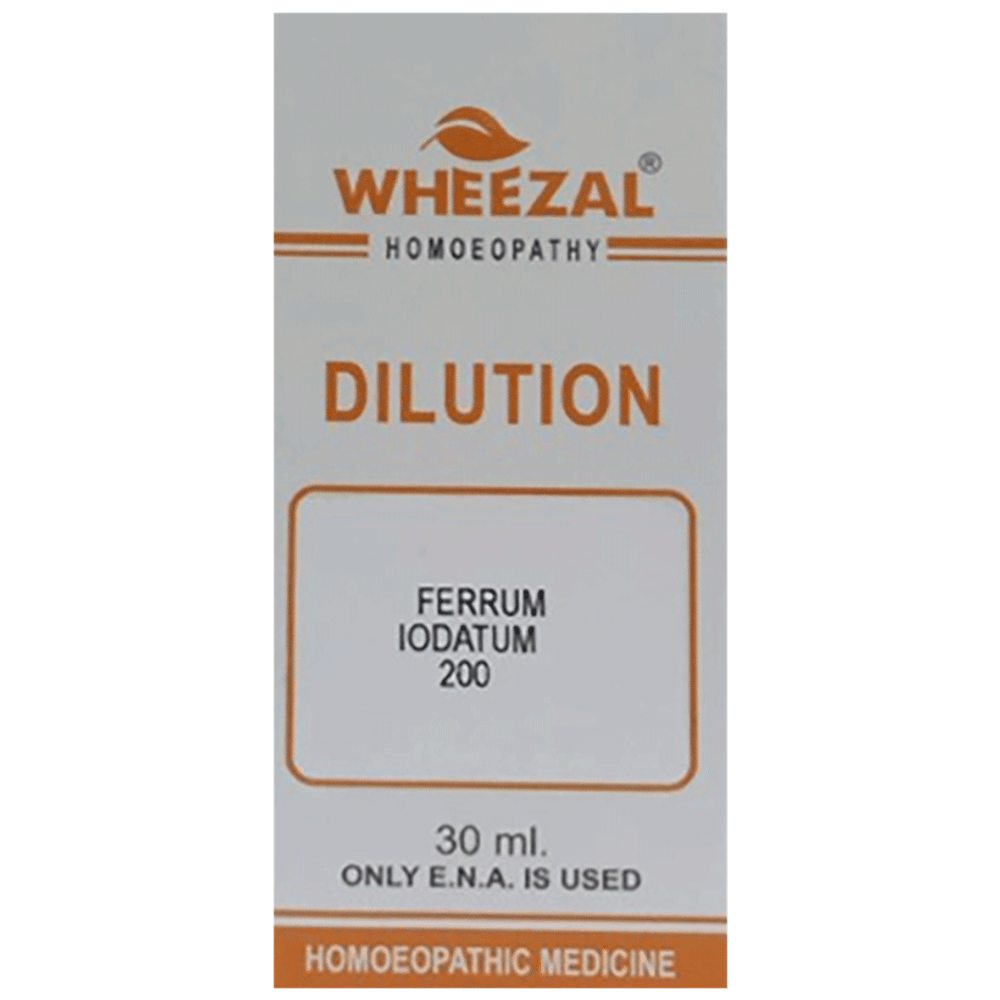 WHEEZAL®
HOMOEOPATHY
DILUTION
FERRUM
IODATUM
200
30 ml.
ONLY E.N.A. IS USED
HOMOEOPATHIC MEDICINE